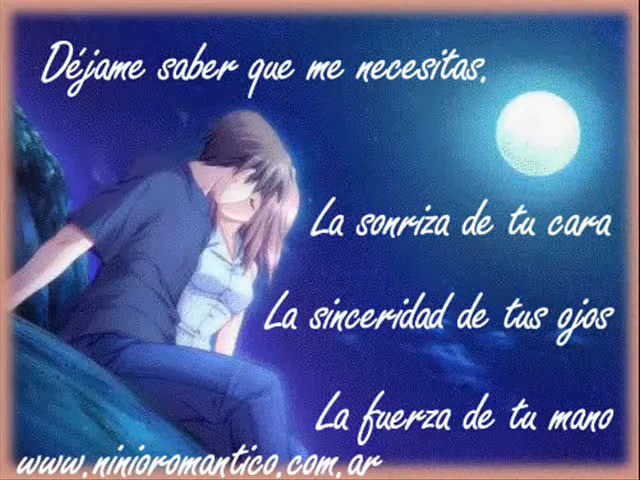 Déjame saber que me necesitas.
La sonriza de tu cara
La sinceridad de tus ojos
La fuerza de tu mano
www.ninioromantico.com.ar